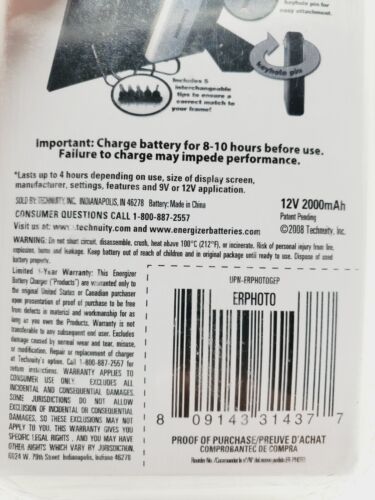 keyhole pin for
easy attachment.
keyhole pin
Includes 5
interchangeable
tips to ensure a
correct match to
your frame!
Important: Charge battery for 8-10 hours before use.
Failure to charge may impede performance.
*Lasts up to 4 hours depending on use, size of display screen,
manufacturer, settings, features and 9V or 12V application.
SOLD BY: TECHNUITY, INC. INDIANAPOLIS, IN 46278 Battery: Made in China
12V 2000mAh
CONSUMER QUESTIONS CALL 1-800-887-2557
Patent Pending
Visit us at: www.technuity.com and www.energizerbatteries.com
©2008 Technuity, Inc.
WARNING: Do not short circuit, disassemble, crush, heat above 100°C (212°F), or incinerate. Risk of personal injury from fire,
explosion, fumes and leakage. Keep battery out of reach of children and in original package until ready to use. Dispose of used
battery properly.
Limited -Year Warranty: This Energizer
Battery Charger ("Products") are warranted only to
the original United States or Canadian purchaser
upon presentation of proof of purchase to be free
from defects in material and workmanship for as
long as you own the Products. Warranty is not
transferable to any subsequent end user. Excludes
damage caused by normal wear and tear, misuse,
or modification. Repair or replacement of charger
at Technuity's option. Call 1-800-887-2557 for
return instructions. WARRANTY APPLIES TO
CONSUMER USE ONLY. EXCLUDES ALL
INCIDENTAL AND CONSEQUENTIAL DAMAGES.
SOME JURISDICTIONS DO NOT ALLOW
EXCLUSION OF INCIDENTAL OR CONSEQUENTIAL
DAMAGES, SO THESE EXCLUSIONS MAY NOT
APPLY TO YOU. THIS WARRANTY GIVES YOU
SPECIFIC LEGAL RIGHTS, AND YOU MAY HAVE
OTHER RIGHTS WHICH VARY BY JURISDICTION.
6024 W. 79th Street Indianapolis, Indiana 46278
UPN-ERPHOTOGEP
ERPHOTO
8 09143 31437 7
PROOF OF PURCHASE/PREUVE D'ACHAT
COMPROBANTE DE COMPRA